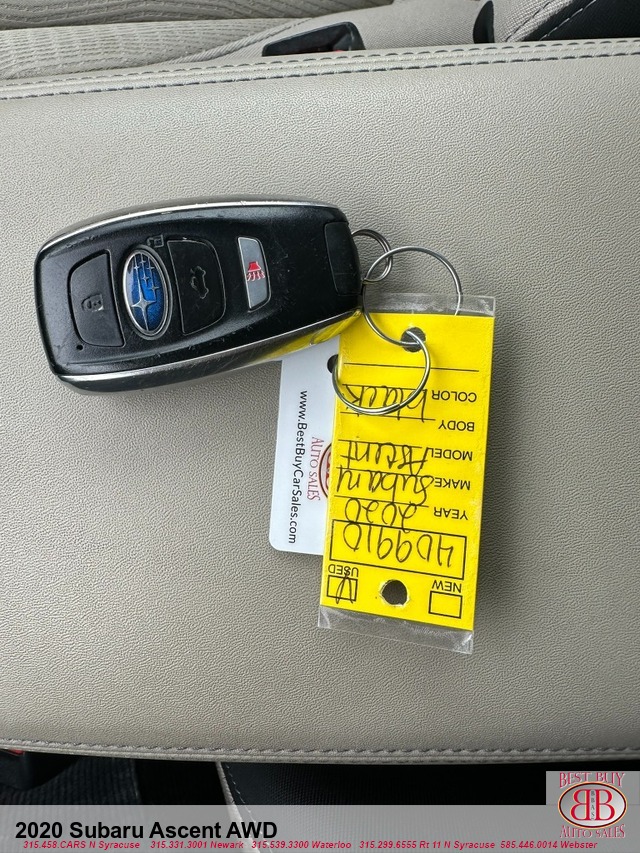 NEW
USED
4D9910
YEAR 2020
MAKE Subaru
MODEL Ascent
BODY
COLOR black
AUTO SALES
www.BestBuyCarSales.com
BEST BUY
BB
AUTO SALES
2020 Subaru Ascent AWD
315.458.CARS N Syracuse 315.331.3001 Newark 315.539.3300 Waterloo 315.299.6555 Rt 11 N Syracuse 585.446.0014 Webster